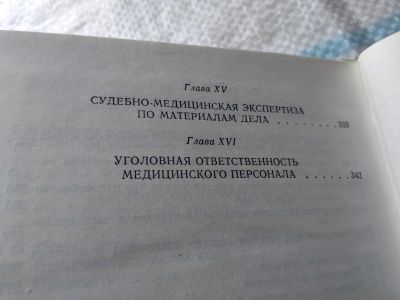 Глава XV
СУДЕБНО-МЕДИЦИНСКАЯ ЭКСПЕРТИЗА
ПО МАТЕРИАЛАМ ДЕЛА . . . . . . . . 339
Глава XVI
УГОЛОВНАЯ ОТВЕТСТВЕННОСТЬ
МЕДИЦИНСКОГО ПЕРСОНАЛА . . . . . . 342